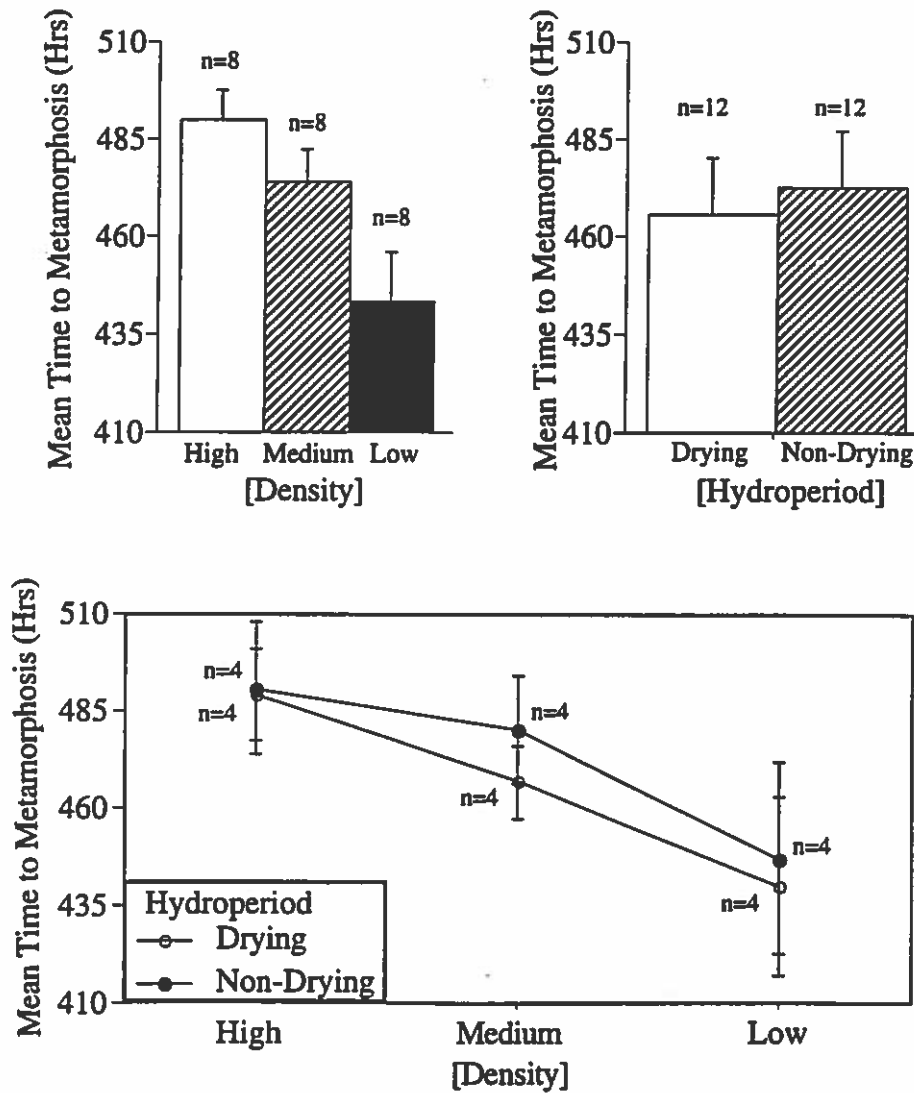 Mean Time to Metamorphosis (Hrs)
510
485
460
435
410
n=8
n=8
n=8
High Medium Low
[Density]
Mean Time to Metamorphosis (Hrs)
510
485
460
435
410
n=12
n=12
Drying Non-Drying
[Hydroperiod]
Mean Time to Metamorphosis (Hrs)
510
485
460
435
410
n=4
n=4
n=4
n=4
n=4
n=4
Hydroperiod
Drying
Non-Drying
High Medium Low
[Density]